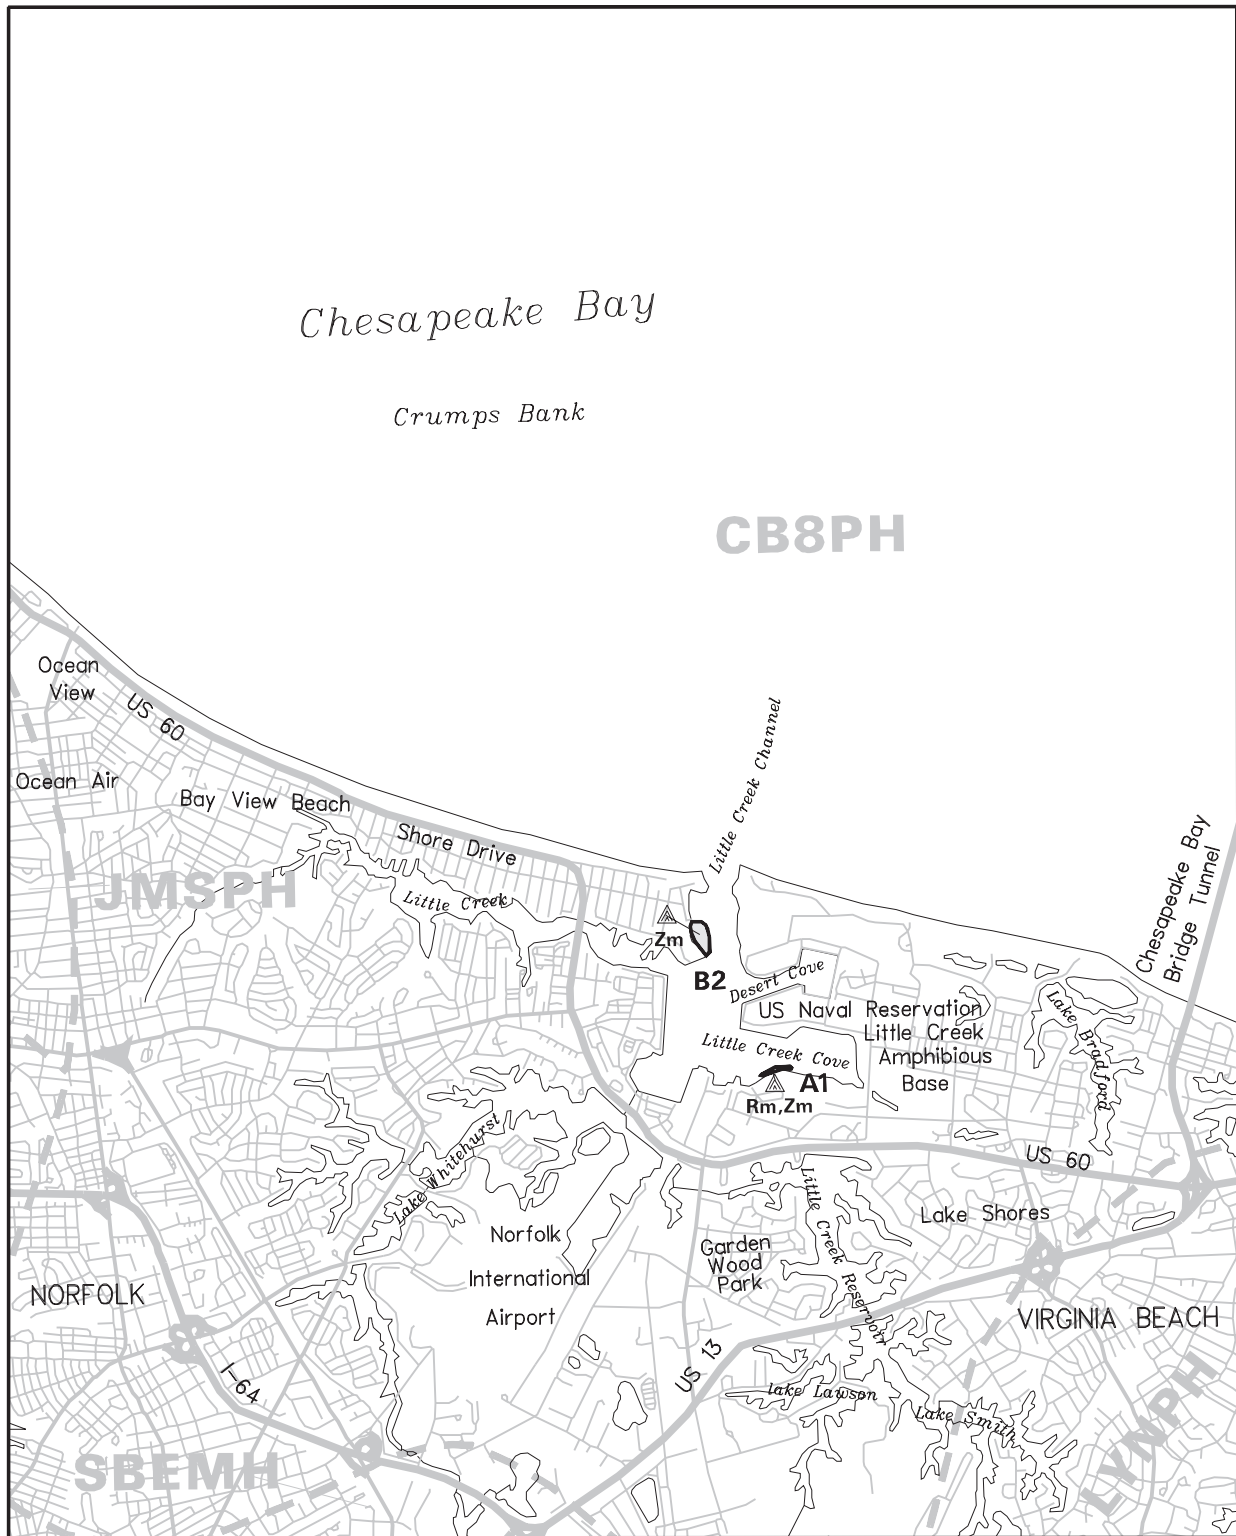 Chesapeake Bay
Crumps Bank
CB8PH
Ocean
View
US 60
Little Creek Channel
Ocean Air
Bay View Beach
Shore Drive
Chesapeake Bay
Bridge Tunnel
JMSPH
Little Creek
Zm
B2
Desert Cove
US Naval Reservation
Little Creek
Amphibious
Base
Lake Bradford
Little Creek Cove
A1
Rm,Zm
Lake Whitehurst
US 60
Little Creek Reservoir
Lake Shores
Norfolk
International
Airport
Garden
Wood
Park
NORFOLK
VIRGINIA BEACH
I-64
US 13
lake Lawson
Lake Smith
SBEMH
LYNPH